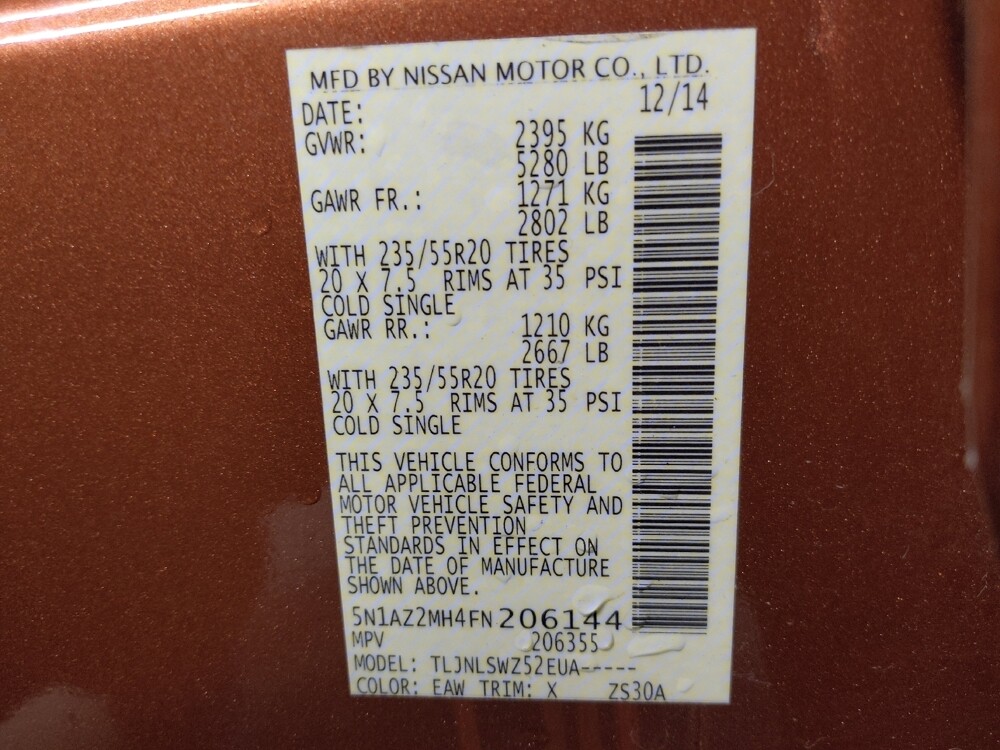 MFD BY NISSAN MOTOR CO., LTD.
DATE: 12/14
GVWR: 2395 KG
5280 LB
GAWR FR.: 1271 KG
2802 LB
WITH 235/55R20 TIRES
20 X 7.5 RIMS AT 35 PSI
COLD SINGLE
GAWR RR.: 1210 KG
2667 LB
WITH 235/55R20 TIRES
20 X 7.5 RIMS AT 35 PSI
COLD SINGLE
THIS VEHICLE CONFORMS TO
ALL APPLICABLE FEDERAL
MOTOR VEHICLE SAFETY AND
THEFT PREVENTION
STANDARDS IN EFFECT ON
THE DATE OF MANUFACTURE
SHOWN ABOVE.
5N1AZ2MH4FN206144
MPV 206355
MODEL: TLJNLSWZ52EUA-----
COLOR: EAW TRIM: X ZS30A